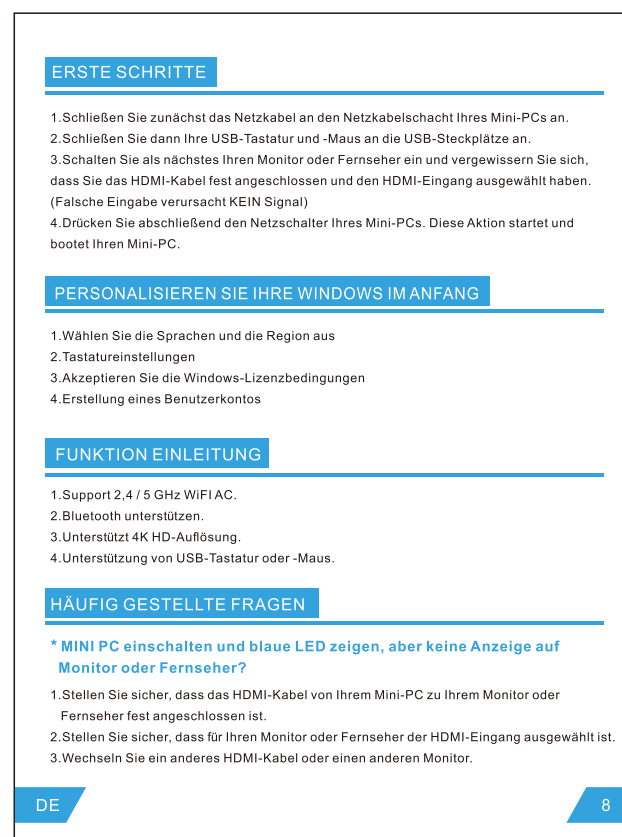 ERSTE SCHRITTE
1.Schließen Sie zunächst das Netzkabel an den Netzkabelschacht Ihres Mini-PCs an.
2.Schließen Sie dann Ihre USB-Tastatur und -Maus an die USB-Steckplätze an.
3.Schalten Sie als nächstes Ihren Monitor oder Fernseher ein und vergewissern Sie sich,
dass Sie das HDMI-Kabel fest angeschlossen und den HDMI-Eingang ausgewählt haben.
(Falsche Eingabe verursacht KEIN Signal)
4.Drücken Sie abschließend den Netzschalter Ihres Mini-PCs. Diese Aktion startet und
bootet Ihren Mini-PC.
PERSONALISIEREN SIE IHRE WINDOWS IM ANFANG
1.Wählen Sie die Sprachen und die Region aus
2.Tastatureinstellungen
3.Akzeptieren Sie die Windows-Lizenzbedingungen
4.Erstellung eines Benutzerkontos
FUNKTION EINLEITUNG
1.Support 2,4 / 5 GHz WiFI AC.
2.Bluetooth unterstützen.
3.Unterstützt 4K HD-Auflösung.
4.Unterstützung von USB-Tastatur oder -Maus.
HÄUFIG GESTELLTE FRAGEN
* MINI PC einschalten und blaue LED zeigen, aber keine Anzeige auf
Monitor oder Fernseher?
1.Stellen Sie sicher, dass das HDMI-Kabel von Ihrem Mini-PC zu Ihrem Monitor oder
Fernseher fest angeschlossen ist.
2.Stellen Sie sicher, dass für Ihren Monitor oder Fernseher der HDMI-Eingang ausgewählt ist.
3.Wechseln Sie ein anderes HDMI-Kabel oder einen anderen Monitor.
DE
8